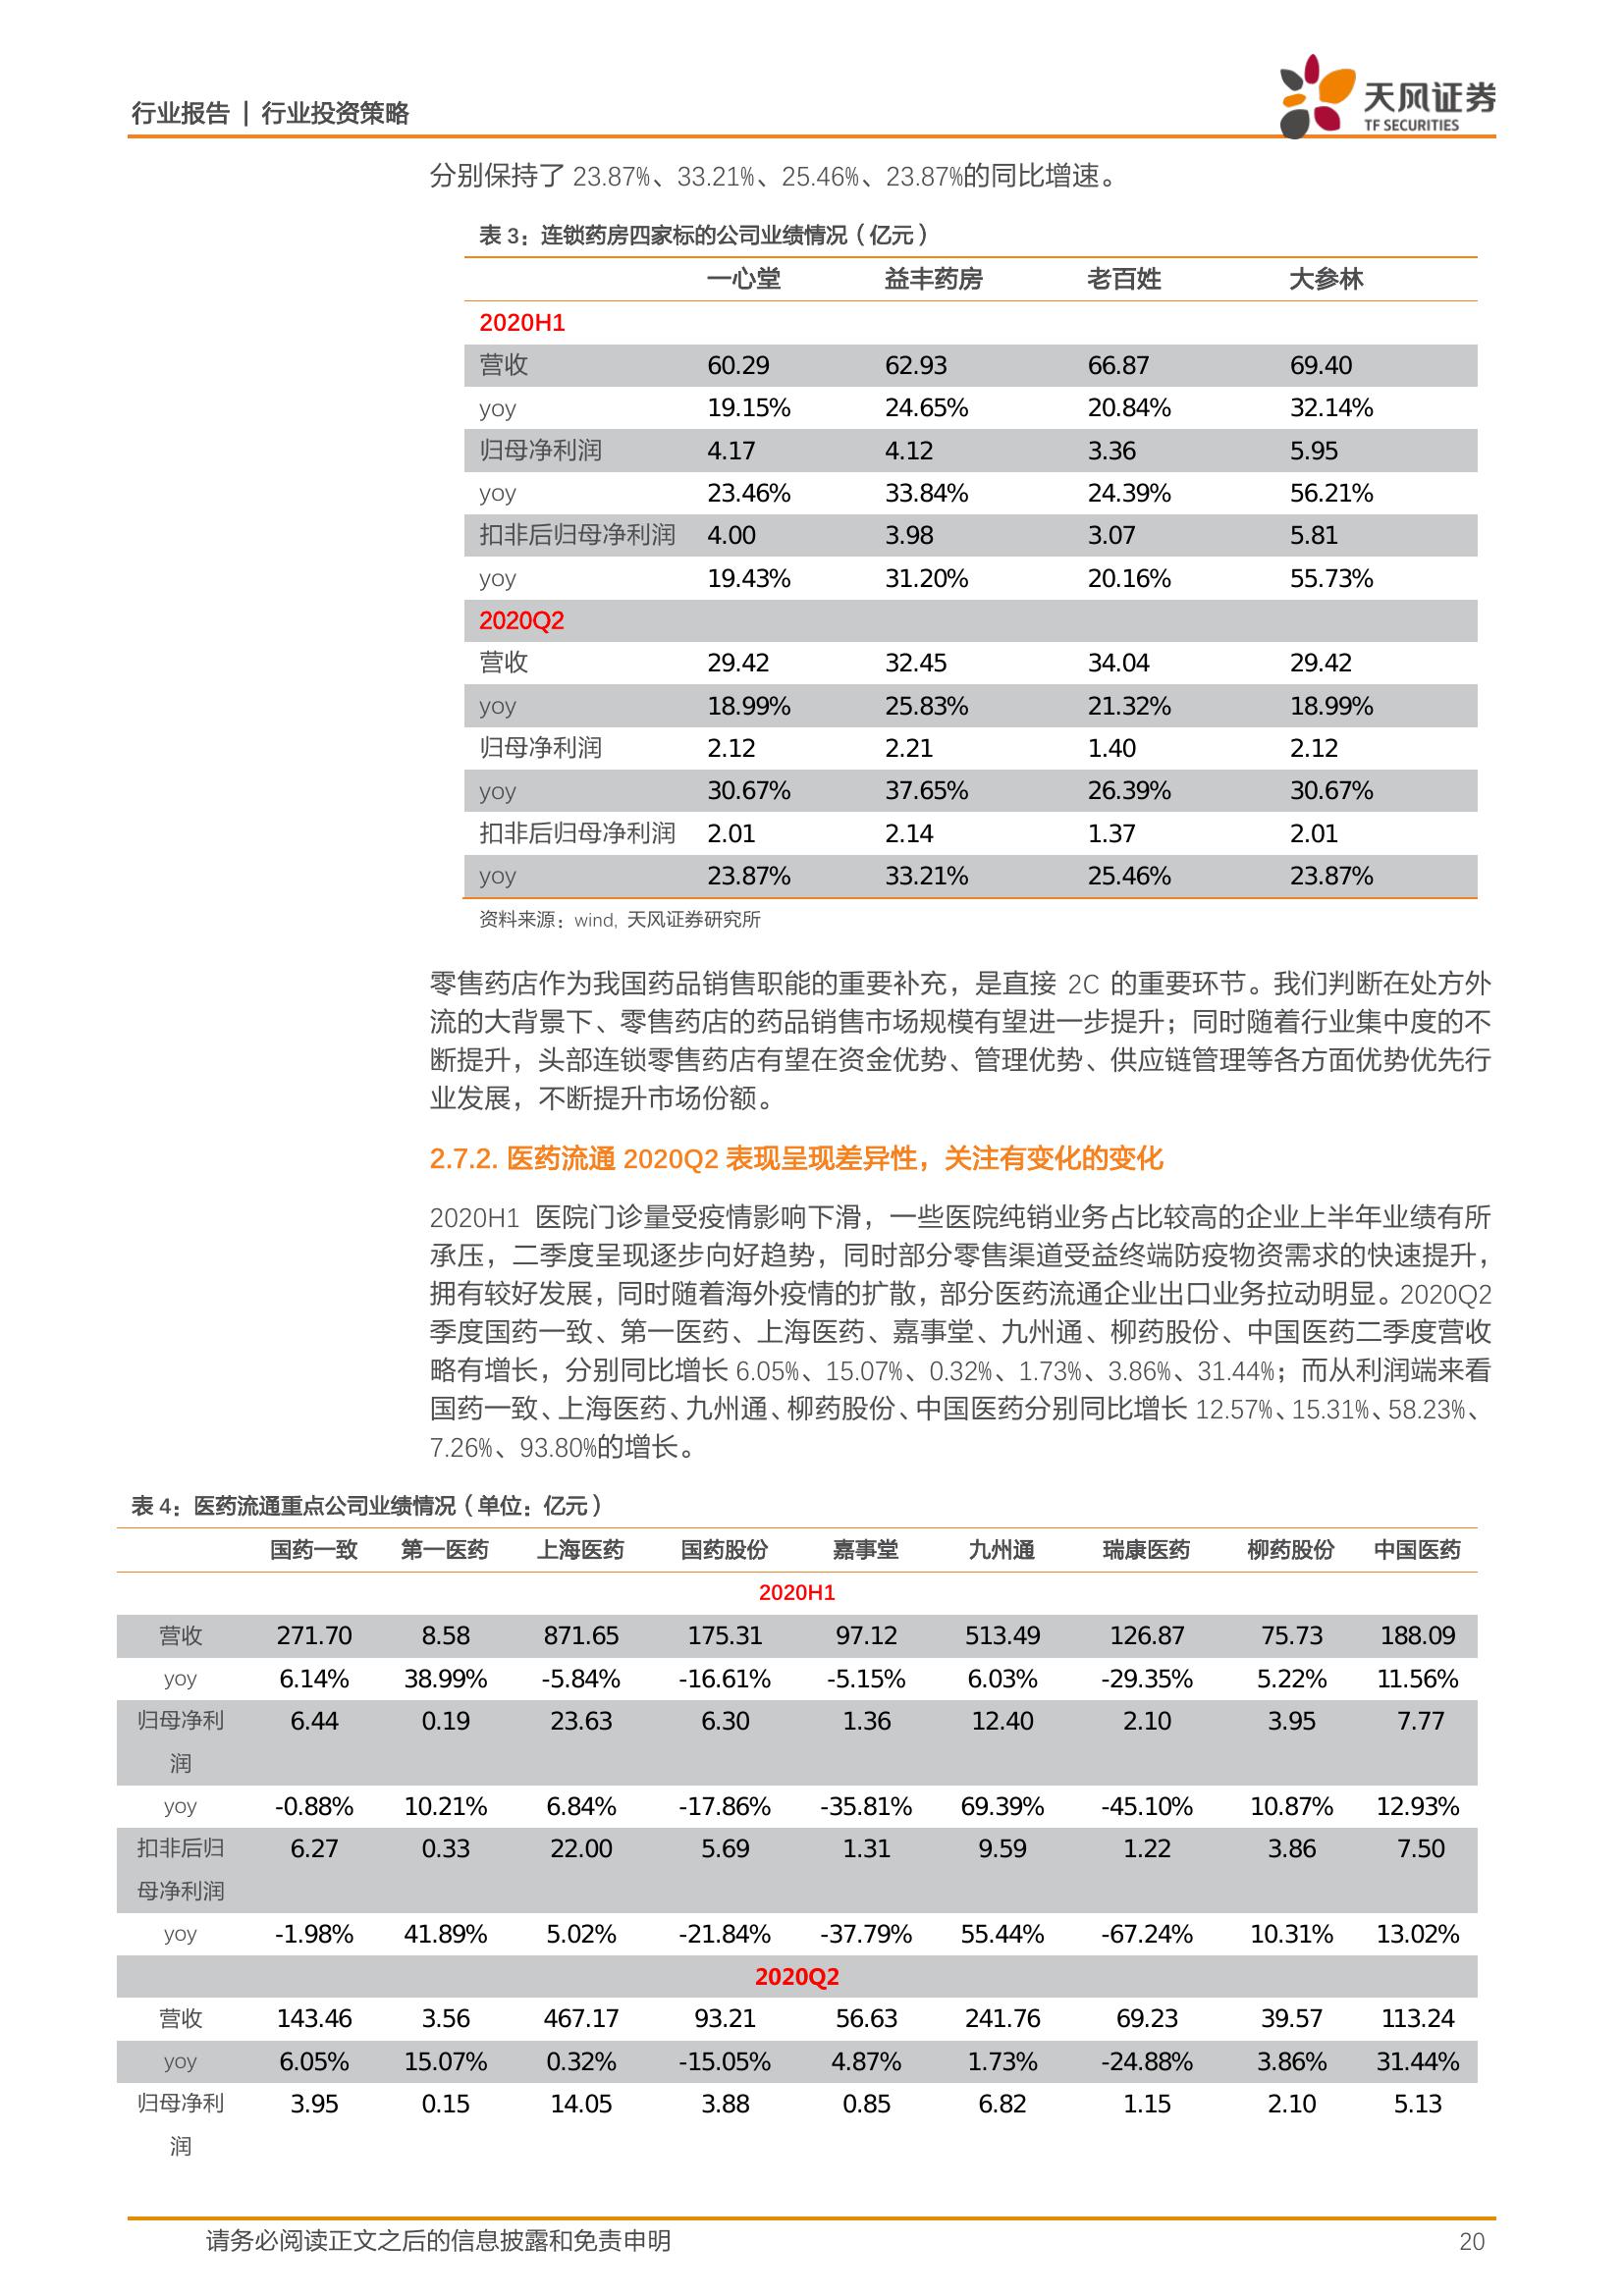 行业报告 | 行业投资策略
天风证券
TF SECURITIES
分别保持了 23.87%、33.21%、25.46%、23.87%的同比增速。
表 3：连锁药房四家标的公司业绩情况（亿元）
一心堂 益丰药房 老百姓 大参林
2020H1
营收 60.29 62.93 66.87 69.40
yoy 19.15% 24.65% 20.84% 32.14%
归母净利润 4.17 4.12 3.36 5.95
yoy 23.46% 33.84% 24.39% 56.21%
扣非后归母净利润 4.00 3.98 3.07 5.81
yoy 19.43% 31.20% 20.16% 55.73%
2020Q2
营收 29.42 32.45 34.04 29.42
yoy 18.99% 25.83% 21.32% 18.99%
归母净利润 2.12 2.21 1.40 2.12
yoy 30.67% 37.65% 26.39% 30.67%
扣非后归母净利润 2.01 2.14 1.37 2.01
yoy 23.87% 33.21% 25.46% 23.87%
资料来源：wind, 天风证券研究所
零售药店作为我国药品销售职能的重要补充，是直接 2C 的重要环节。我们判断在处方外
流的大背景下、零售药店的药品销售市场规模有望进一步提升；同时随着行业集中度的不
断提升，头部连锁零售药店有望在资金优势、管理优势、供应链管理等各方面优势优先行
业发展，不断提升市场份额。
2.7.2. 医药流通 2020Q2 表现呈现差异性，关注有变化的变化
2020H1 医院门诊量受疫情影响下滑，一些医院纯销业务占比较高的企业上半年业绩有所
承压，二季度呈现逐步向好趋势，同时部分零售渠道受益终端防疫物资需求的快速提升，
拥有较好发展，同时随着海外疫情的扩散，部分医药流通企业出口业务拉动明显。2020Q2
季度国药一致、第一医药、上海医药、嘉事堂、九州通、柳药股份、中国医药二季度营收
略有增长，分别同比增长 6.05%、15.07%、0.32%、1.73%、3.86%、31.44%；而从利润端来看
国药一致、上海医药、九州通、柳药股份、中国医药分别同比增长 12.57%、15.31%、58.23%、
7.26%、93.80%的增长。
表 4：医药流通重点公司业绩情况（单位：亿元）
国药一致 第一医药 上海医药 国药股份 嘉事堂 九州通 瑞康医药 柳药股份 中国医药
2020H1
营收 271.70 8.58 871.65 175.31 97.12 513.49 126.87 75.73 188.09
yoy 6.14% 38.99% -5.84% -16.61% -5.15% 6.03% -29.35% 5.22% 11.56%
归母净利 6.44 0.19 23.63 6.30 1.36 12.40 2.10 3.95 7.77
润
yoy -0.88% 10.21% 6.84% -17.86% -35.81% 69.39% -45.10% 10.87% 12.93%
扣非后归 6.27 0.33 22.00 5.69 1.31 9.59 1.22 3.86 7.50
母净利润
yoy -1.98% 41.89% 5.02% -21.84% -37.79% 55.44% -67.24% 10.31% 13.02%
2020Q2
营收 143.46 3.56 467.17 93.21 56.63 241.76 69.23 39.57 113.24
yoy 6.05% 15.07% 0.32% -15.05% 4.87% 1.73% -24.88% 3.86% 31.44%
归母净利 3.95 0.15 14.05 3.88 0.85 6.82 1.15 2.10 5.13
润
请务必阅读正文之后的信息披露和免责申明 20